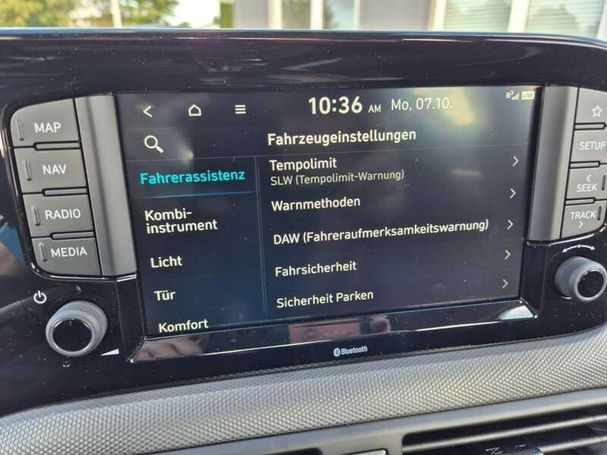 10:36 AM Mo, 07.10.
B LIVE
MAP
NAV
RADIO
MEDIA
Fahrzeugeinstellungen
Fahrerassistenz
Kombi-
instrument
Licht
Tür
Komfort
Tempolimit
SLW (Tempolimit-Warnung)
Warnmethoden
DAW (Fahreraufmerksamkeitswarnung)
Fahrsicherheit
Sicherheit Parken
SETUP
< SEEK
TRACK >
Bluetooth